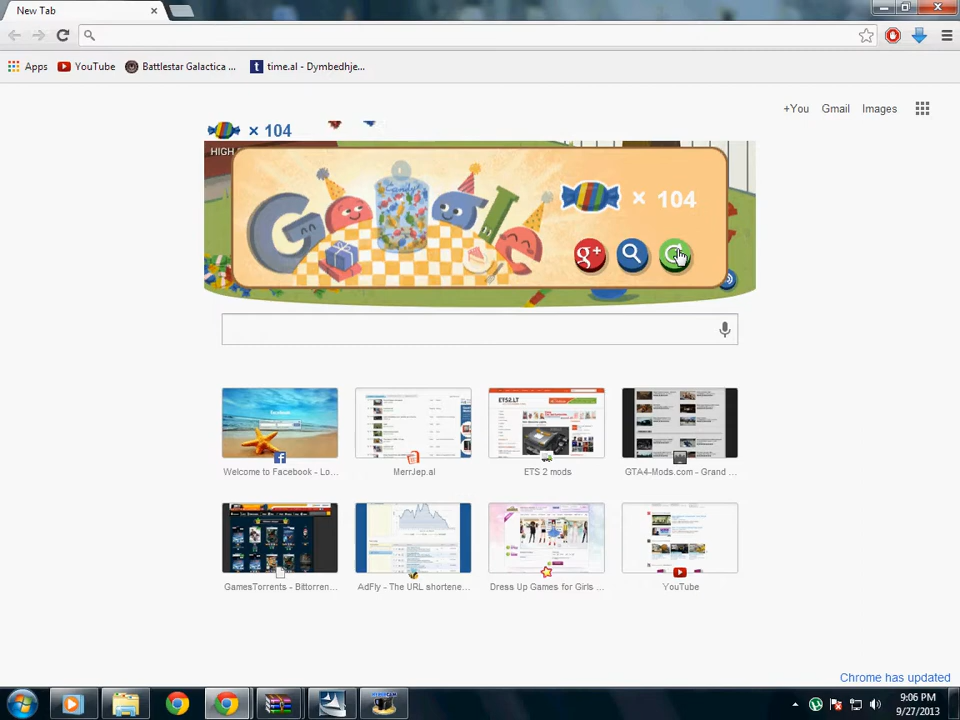 New Tab
Apps
YouTube
Battlestar Galactica ...
time.al - Dymbedhje...
+You
Gmail
Images
× 104
HIGH
Candy
Google
× 104
g+
Welcome to Facebook - Lo...
MerrJep.al
ETS 2 mods
GTA4-Mods.com - Grand ...
GamesTorrents - Bittorren...
AdFly - The URL shortene...
Dress Up Games for Girls ...
YouTube
Chrome has updated
9:06 PM
9/27/2013